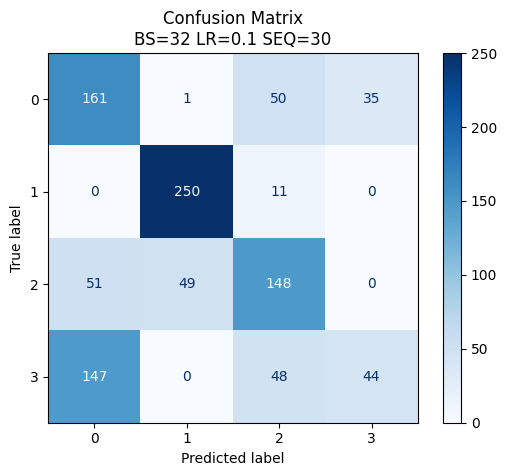 Confusion Matrix
BS=32 LR=0.1 SEQ=30
0 161 1 50 35
1 0 250 11 0
2 51 49 148 0
3 147 0 48 44
0 1 2 3
Predicted label
True label
250
200
150
100
50
0